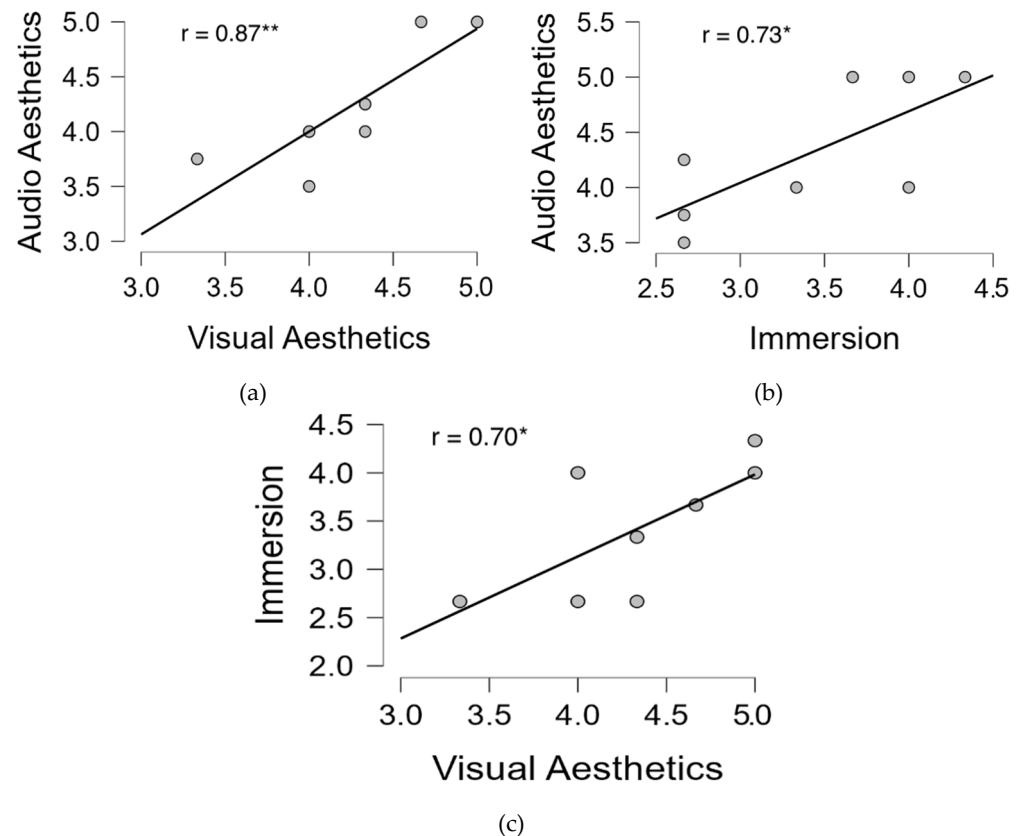 r = 0.87**
Audio Aesthetics
5.0
4.5
4.0
3.5
3.0
3.0 3.5 4.0 4.5 5.0
Visual Aesthetics
(a)
r = 0.73*
Audio Aesthetics
5.5
5.0
4.5
4.0
3.5
2.5 3.0 3.5 4.0 4.5
Immersion
(b)
r = 0.70*
Immersion
4.5
4.0
3.5
3.0
2.5
2.0
3.0 3.5 4.0 4.5 5.0
Visual Aesthetics
(c)